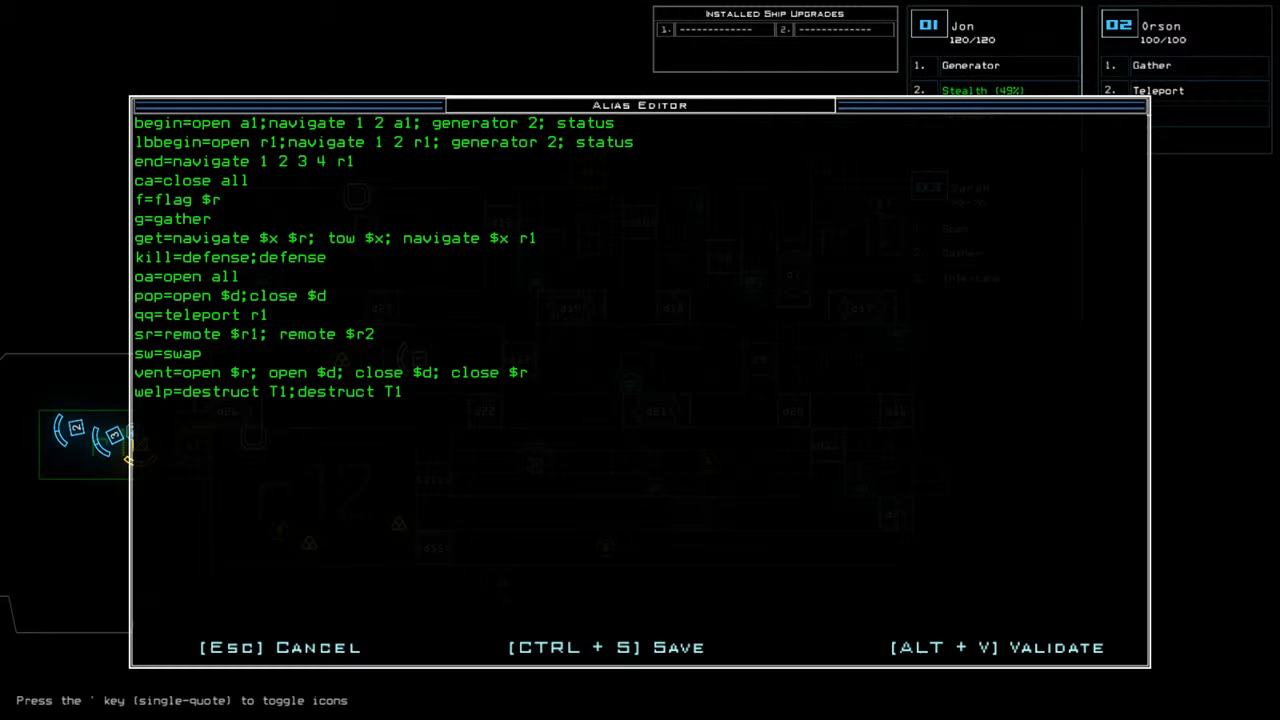 Installed Ship Upgrades
1. ------------- 2. -------------
01 Jon
120/120
1. Generator
2. Stealth (49%)
02 Orson
100/100
1. Gather
2. Teleport
Alias Editor
begin=open a1;navigate 1 2 a1; generator 2; status
lbbegin=open r1;navigate 1 2 r1; generator 2; status
end=navigate 1 2 3 4 r1
ca=close all
f=flag $r
g=gather
get=navigate $x $r; tow $x; navigate $x r1
kill=defense;defense
oa=open all
pop=open $d;close $d
qq=teleport r1
sr=remote $r1; remote $r2
sw=swap
vent=open $r; open $d; close $d; close $r
welp=destruct T1;destruct T1
2
3
[Esc] Cancel
[CTRL + S] Save
[ALT + V] Validate
Press the ' key (single-quote) to toggle icons